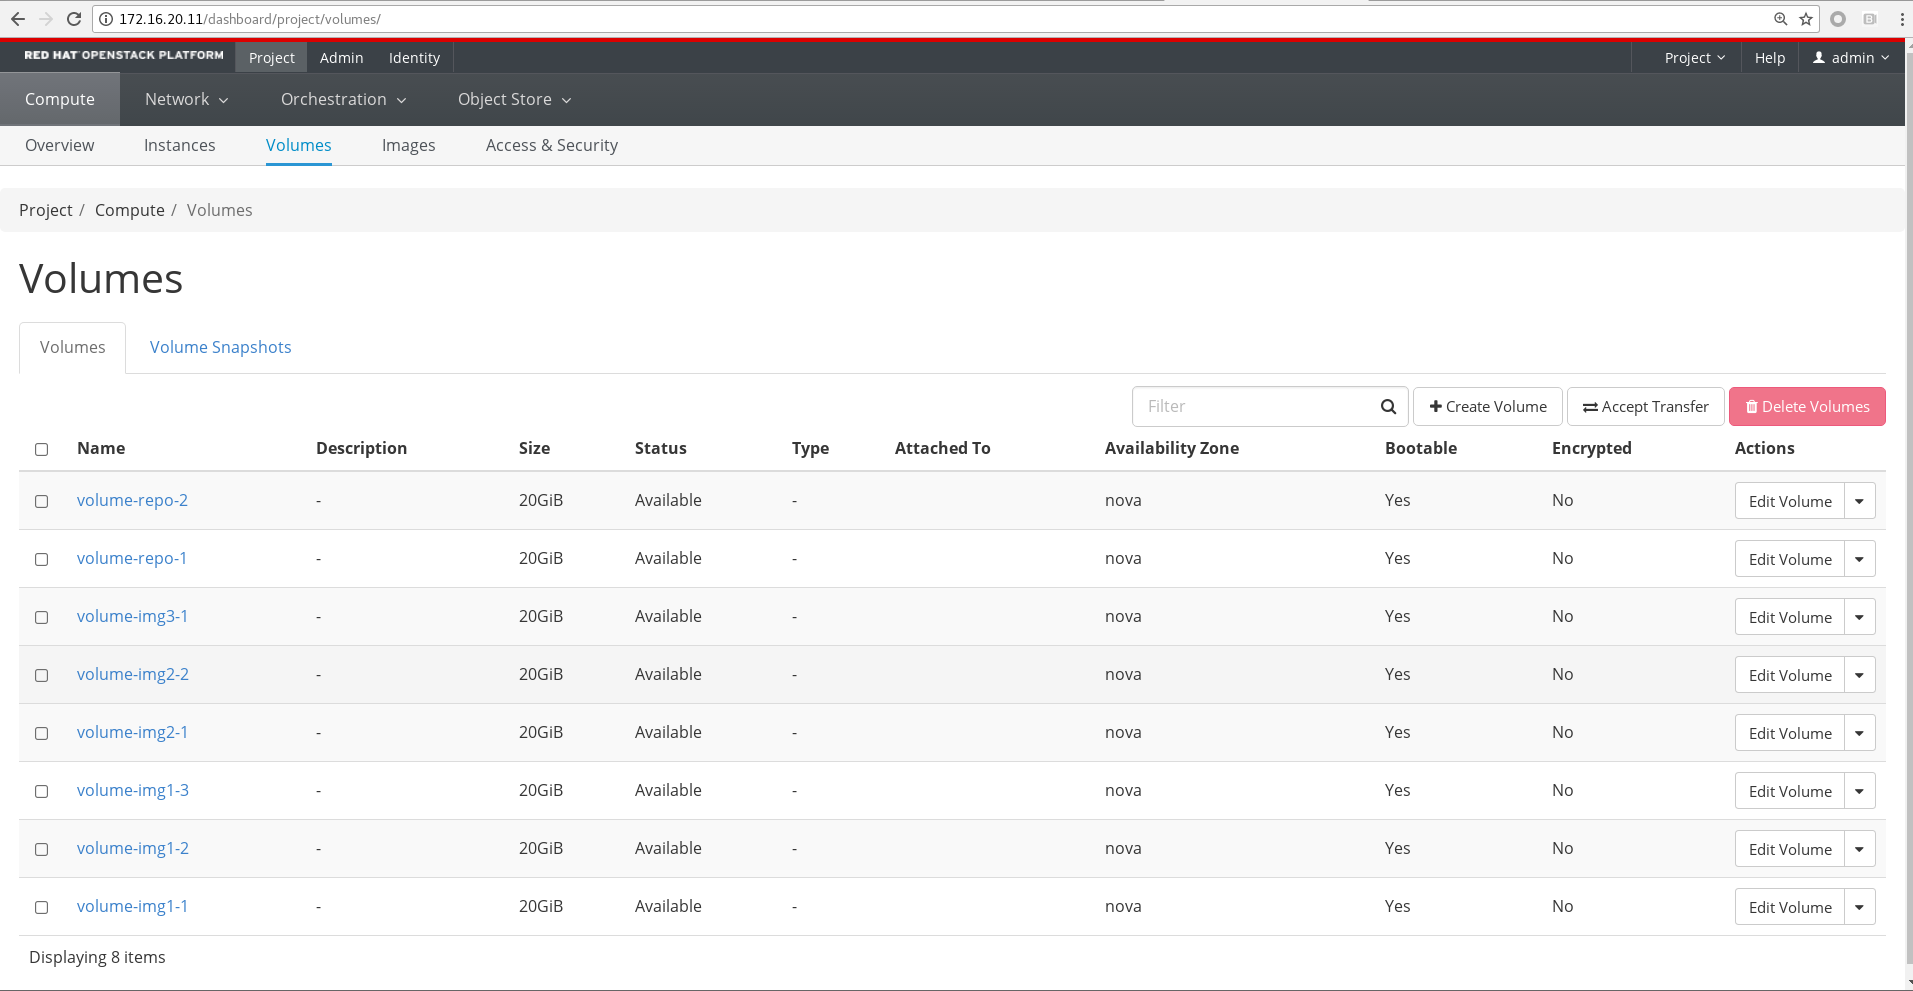 172.16.20.11/dashboard/project/volumes/
RED HAT OPENSTACK PLATFORM Project Admin Identity Project Help admin
Compute Network Orchestration Object Store
Overview Instances Volumes Images Access & Security
Project / Compute / Volumes
Volumes
Volumes Volume Snapshots
Filter Create Volume Accept Transfer Delete Volumes
Name Description Size Status Type Attached To Availability Zone Bootable Encrypted Actions
volume-repo-2 - 20GiB Available - nova Yes No Edit Volume
volume-repo-1 - 20GiB Available - nova Yes No Edit Volume
volume-img3-1 - 20GiB Available - nova Yes No Edit Volume
volume-img2-2 - 20GiB Available - nova Yes No Edit Volume
volume-img2-1 - 20GiB Available - nova Yes No Edit Volume
volume-img1-3 - 20GiB Available - nova Yes No Edit Volume
volume-img1-2 - 20GiB Available - nova Yes No Edit Volume
volume-img1-1 - 20GiB Available - nova Yes No Edit Volume
Displaying 8 items